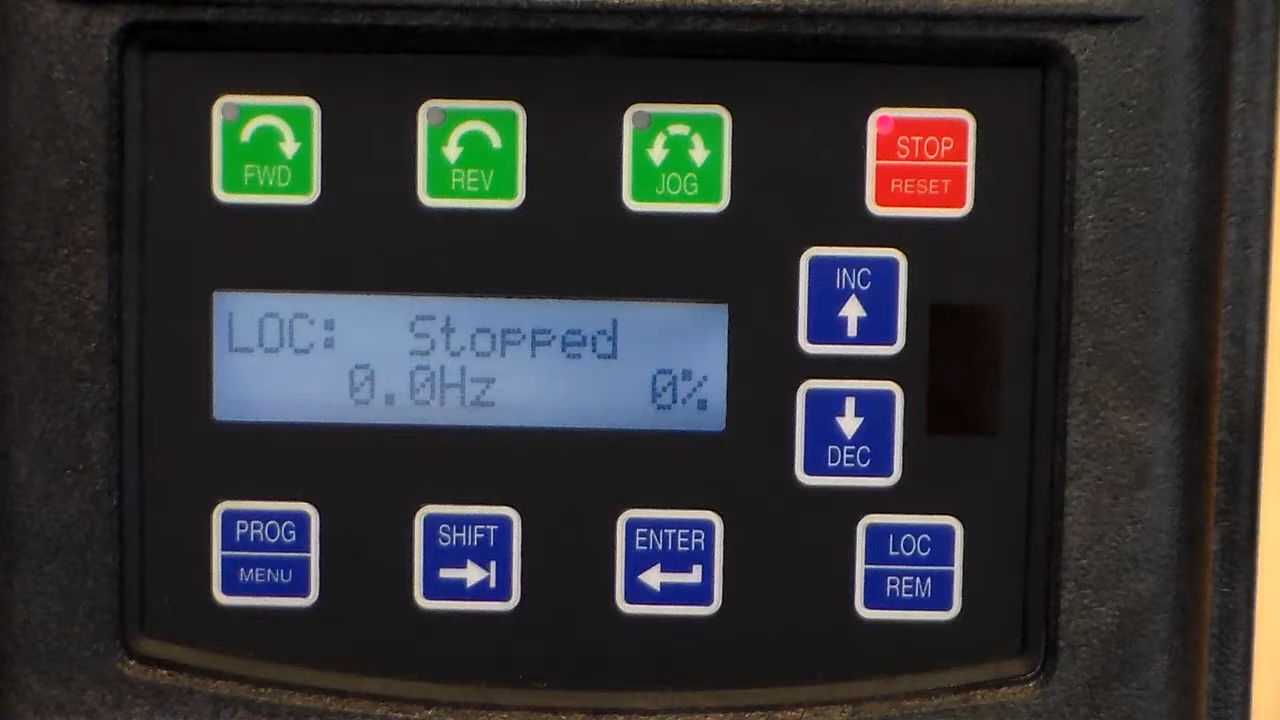 FWD
REV
JOG
STOP
RESET
INC
LOC: Stopped
0.0Hz 0%
DEC
PROG
MENU
SHIFT
ENTER
LOC
REM